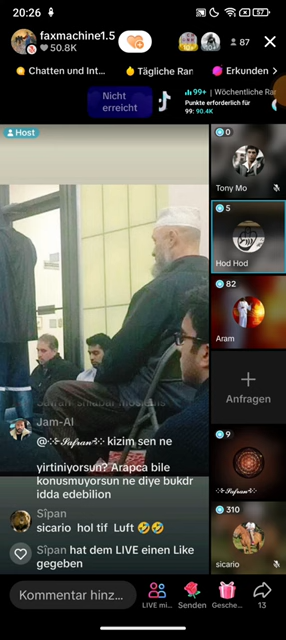 20:26
57
faxmachine1.5
50.8K
87
Chatten und Int...
Tägliche Ran
Erkunden
Nicht
erreicht
99+ | Wöchentliche Ran
Punkte erforderlich für
99: 90.4K
Host
0
Tony Mo
5
Hod Hod
82
Aram
Anfragen
9
Safran
310
sicario
Jam-Al
@Safran kizim sen ne
yirtiniyorsun? Arapca bile
konusmuyorsun ne diye bukdr
idda edebilion
Sîpan
sicario hol tif Luft 🤣🤣
Sîpan hat dem LIVE einen Like
gegeben
Kommentar hinz...
LIVE mi...
Senden
Gesche...
13